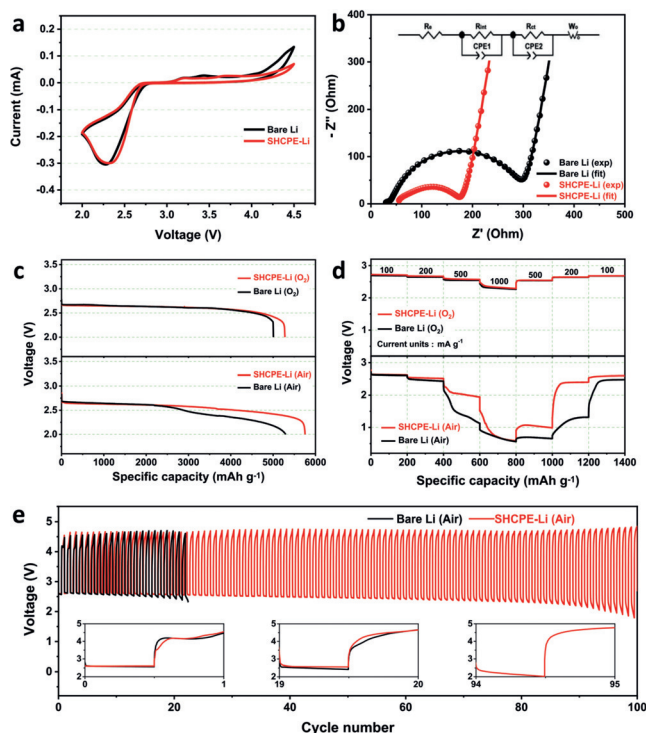 a
Current (mA)
0.3
0.2
0.1
0.0
-0.1
-0.2
-0.3
-0.4
Bare Li
SHCPE-Li
2.0 2.5 3.0 3.5 4.0 4.5
Voltage (V)
b
- Z'' (Ohm)
400
300
200
100
0
Re Rint Rct Wo
CPE1 CPE2
Bare Li (exp)
Bare Li (fit)
SHCPE-Li (exp)
SHCPE-Li (fit)
0 100 200 300 400 500
Z' (Ohm)
c
Voltage (V)
3.0
2.5
2.0
SHCPE-Li (O2)
Bare Li (O2)
2.5
2.0
SHCPE-Li (Air)
Bare Li (Air)
0 1000 2000 3000 4000 5000 6000
Specific capacity (mAh g-1)
d
Voltage (V)
3
2
1
100 200 500 1000 500 200 100
SHCPE-Li (O2)
Bare Li (O2)
Current units : mA g-1
2
1
SHCPE-Li (Air)
Bare Li (Air)
0 200 400 600 800 1000 1200 1400
Specific capacity (mAh g-1)
e
Bare Li (Air) SHCPE-Li (Air)
Voltage (V)
5
4
3
2
1
0
5
4
3
2
0 1
5
4
3
2
19 20
5
4
3
2
94 95
0 20 40 60 80 100
Cycle number